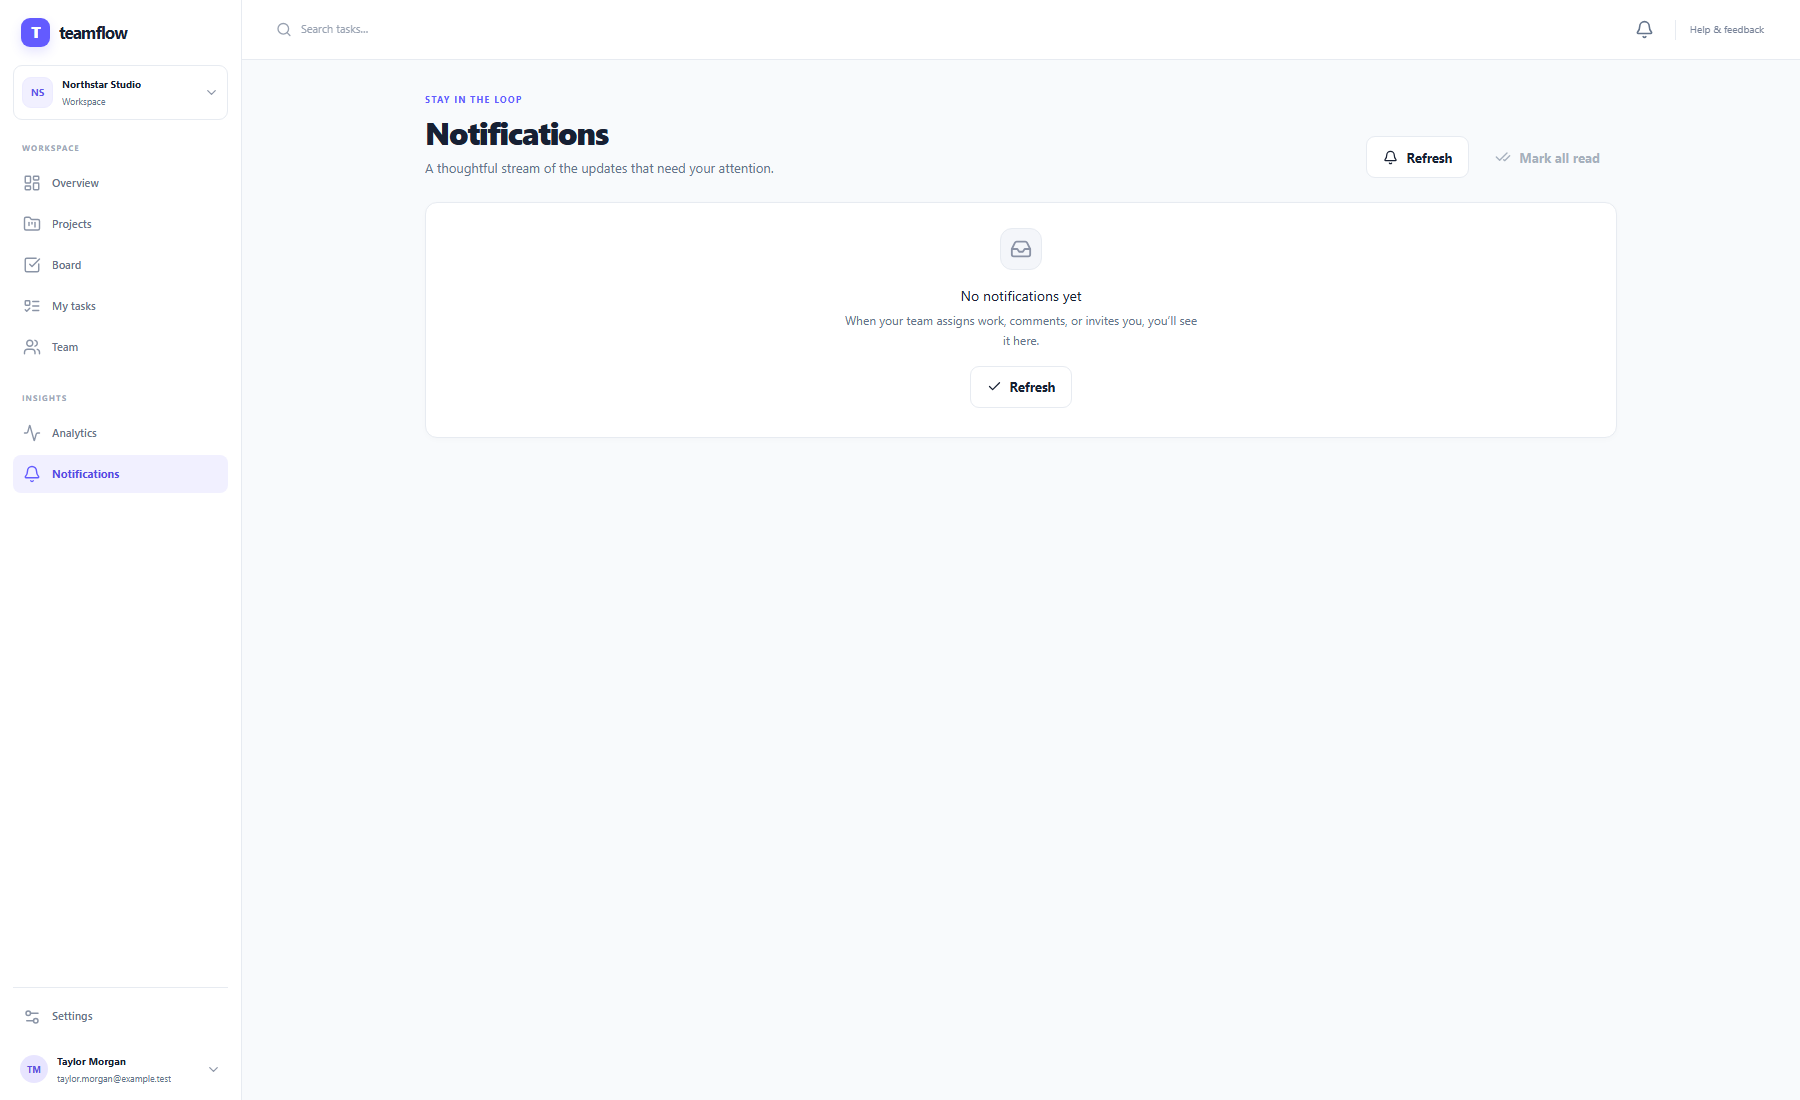 T teamflow
NS Northstar Studio
Workspace
WORKSPACE
Overview
Projects
Board
My tasks
Team
INSIGHTS
Analytics
Notifications
Settings
TM Taylor Morgan
taylor.morgan@example.test
Search tasks...
Help & feedback
STAY IN THE LOOP
Notifications
A thoughtful stream of the updates that need your attention.
Refresh
Mark all read
No notifications yet
When your team assigns work, comments, or invites you, you’ll see
it here.
Refresh